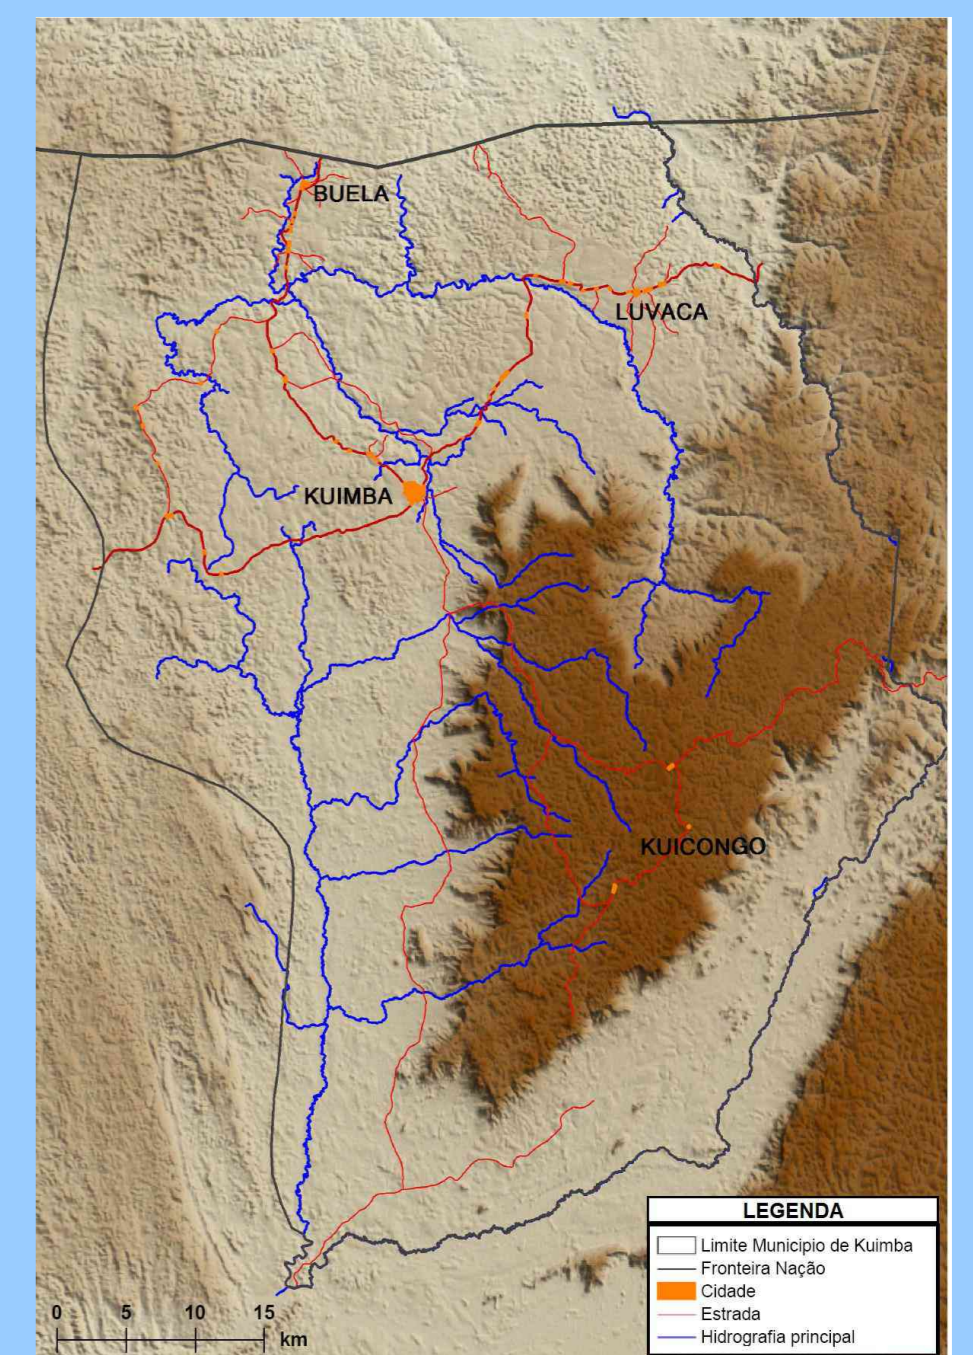 BUELA
LUVACA
KUIMBA
KUICONGO
LEGENDA
Limite Municipio de Kuimba
Fronteira Nação
Cidade
Estrada
Hidrografia principal
0 5 10 15
km